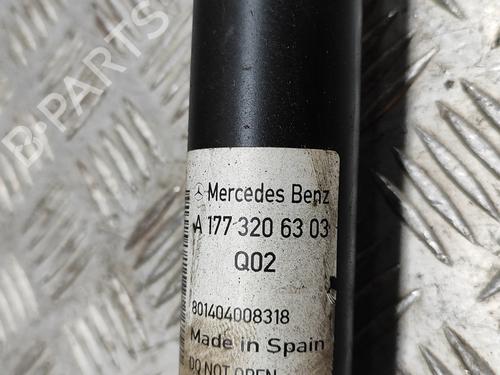 Mercedes Benz
A 177 320 63 03
Q02
801404008318
Made in Spain
DO NOT OPEN
B-Parts